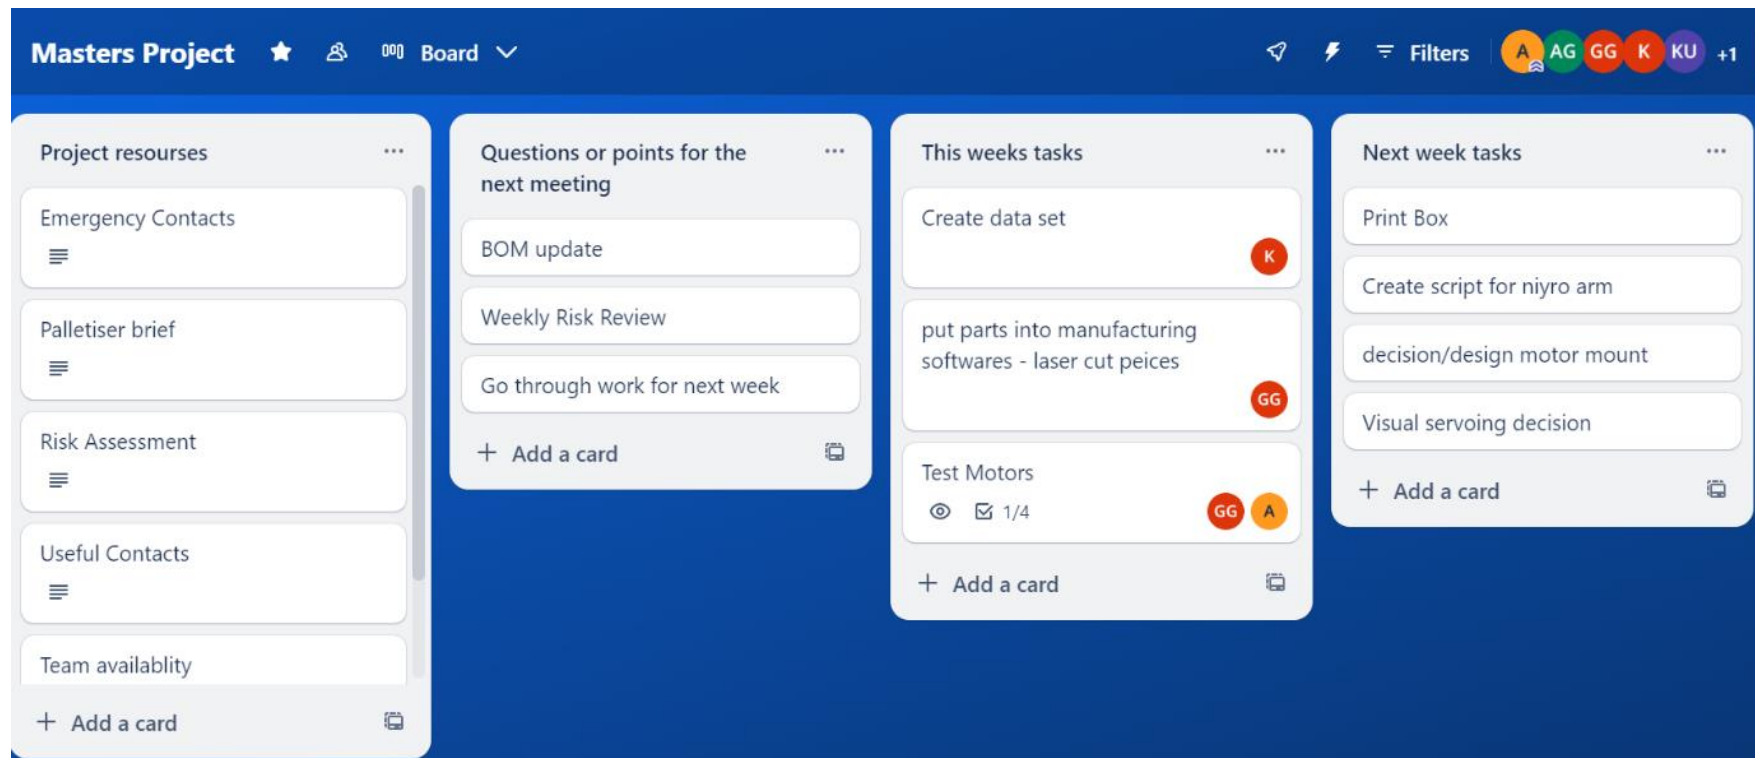 Masters Project
Board
Filters
A AG GG K KU +1
Project resourses
Emergency Contacts
Palletiser brief
Risk Assessment
Useful Contacts
Team availablity
+ Add a card
Questions or points for the
next meeting
BOM update
Weekly Risk Review
Go through work for next week
+ Add a card
This weeks tasks
Create data set
K
put parts into manufacturing
softwares - laser cut peices
GG
Test Motors
1/4
GG A
+ Add a card
Next week tasks
Print Box
Create script for niyro arm
decision/design motor mount
Visual servoing decision
+ Add a card